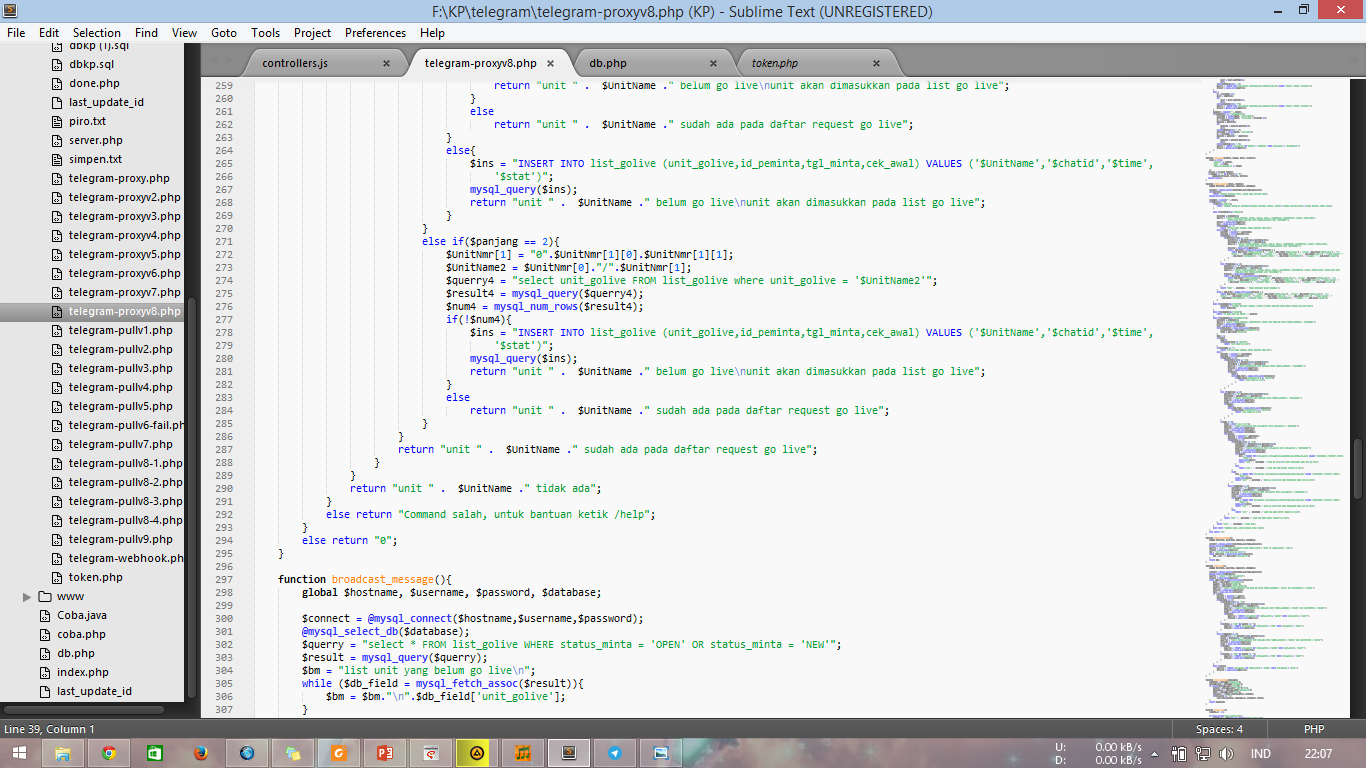 F:\KP\telegram\telegram-proxyv8.php (KP) - Sublime Text (UNREGISTERED)
File Edit Selection Find View Goto Tools Project Preferences Help
dbkp (1).sql
dbkp.sql
done.php
last_update_id
piro.txt
server.php
simpen.txt
telegram-proxy.php
telegram-proxyv2.php
telegram-proxyv3.php
telegram-proxyv4.php
telegram-proxyv5.php
telegram-proxyv6.php
telegram-proxyv7.php
telegram-proxyv8.php
telegram-pullv1.php
telegram-pullv2.php
telegram-pullv3.php
telegram-pullv4.php
telegram-pullv5.php
telegram-pullv6-fail.ph
telegram-pullv7.php
telegram-pullv8-1.php
telegram-pullv8-2.php
telegram-pullv8-3.php
telegram-pullv8-4.php
telegram-pullv9.php
telegram-webhook.ph
token.php
www
Coba.java
coba.php
db.php
index.php
last_update_id
controllers.js × telegram-proxyv8.php × db.php × token.php ×
259 return "unit " . $UnitName ." belum go live\nunit akan dimasukkan pada list go live";
260 }
261 else
262 return "unit " . $UnitName ." sudah ada pada daftar request go live";
263 }
264 else{
265 $ins = "INSERT INTO list_golive (unit_golive,id_peminta,tgl_minta,cek_awal) VALUES ('$UnitName','$chatid','$time',
266 '$stat')";
267 mysql_query($ins);
268 return "unit " . $UnitName ." belum go live\nunit akan dimasukkan pada list go live";
269 }
270 }
271 else if($panjang == 2){
272 $UnitNmr[1] = "0".$UnitNmr[1][0].$UnitNmr[1][1];
273 $UnitName2 = $UnitNmr[0]."/".$UnitNmr[1];
274 $querry4 = "select unit_golive FROM list_golive where unit_golive = '$UnitName2'";
275 $result4 = mysql_query($querry4);
276 $num4 = mysql_num_rows($result4);
277 if(!$num4){
278 $ins = "INSERT INTO list_golive (unit_golive,id_peminta,tgl_minta,cek_awal) VALUES ('$UnitName','$chatid','$time',
279 '$stat')";
280 mysql_query($ins);
281 return "unit " . $UnitName ." belum go live\nunit akan dimasukkan pada list go live";
282 }
283 else
284 return "unit " . $UnitName ." sudah ada pada daftar request go live";
285 }
286 }
287 return "unit " . $UnitName ." sudah ada pada daftar request go live";
288 }
289 }
290 return "unit " . $UnitName ." tidak ada";
291 }
292 else return "Command salah, untuk bantu ketik /help";
293 }
294 else return "0";
295 }
296
297 function broadcast_message(){
298 global $hostname, $username, $password, $database;
299
300 $connect = @mysql_connect($hostname,$username,$password);
301 @mysql_select_db($database);
302 $querry = "select * FROM list_golive WHERE status_minta = 'OPEN' OR status_minta = 'NEW'";
303 $result = mysql_query($querry);
304 $bm = "list unit yang belum go live\n";
305 while ($db_field = mysql_fetch_assoc($result)){
306 $bm = $bm."\n".$db_field['unit_golive'];
307 }
Line 39, Column 1 Spaces: 4 PHP
U: 0.00 kB/s
D: 0.00 kB/s
IND 22:07